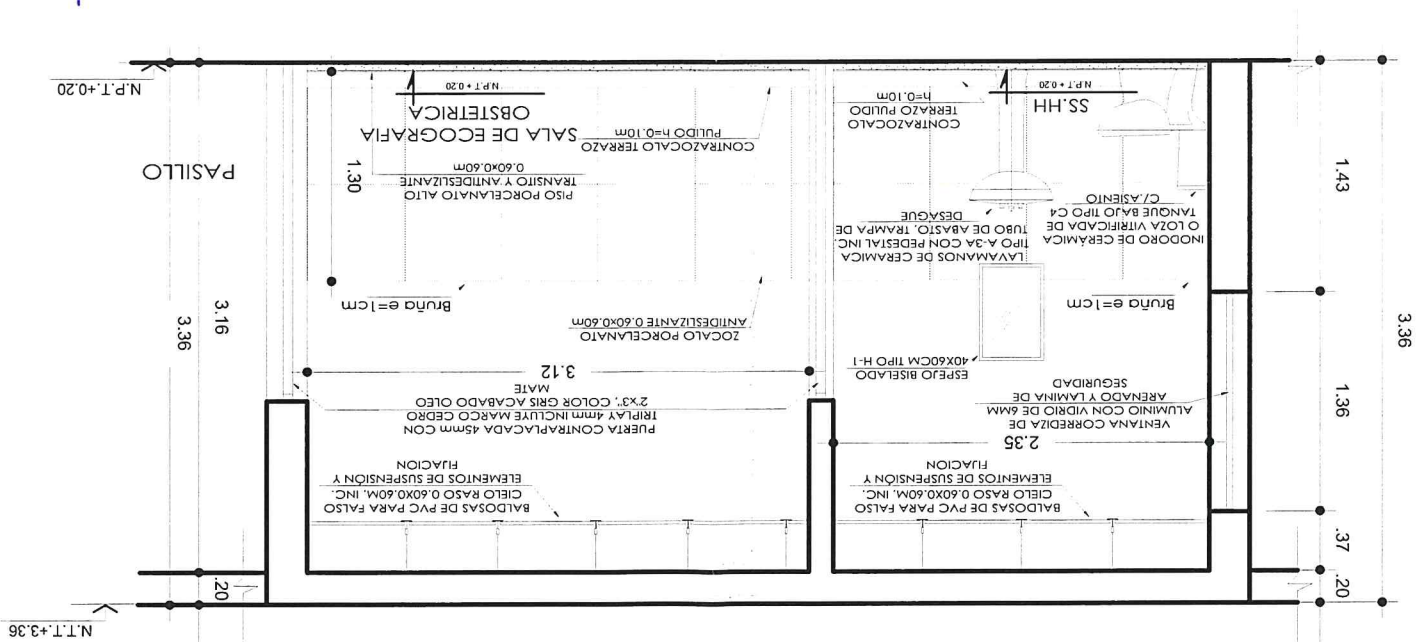 N.T.T.+3.36
.20
.37
1.36
1.43
3.36
BALDOSAS DE PVC PARA FALSO
CIELO RASO 0.60X0.60M, INC.
ELEMENTOS DE SUSPENSIÓN Y
FIJACION
2.35
VENTANA CORREDIZA DE
ALUMINIO CON VIDRIO DE 6MM
ARENADO Y LAMINA DE
SEGURIDAD
ESPEJO BISELADO
40X60CM TIPO H-1
Bruña e=1cm
INODORO DE CERÁMICA
O LOZA VITRIFICADA DE
TANQUE BAJO TIPO C4
C/.ASIENTO
LAVAMANOS DE CERAMICA
TIPO A-3A CON PEDESTAL INC.
TUBO DE ABASTO. TRAMPA DE
DESAGUE
CONTRAZOCALO
TERRAZO PULIDO
h=0.10m
SS.HH
N.P.T + 0.20
BALDOSAS DE PVC PARA FALSO
CIELO RASO 0.60X0.60M, INC.
ELEMENTOS DE SUSPENSIÓN Y
FIJACION
PUERTA CONTRAPLACADA 45mm CON
TRIPLAY 4mm INCLUYE MARCO CEDRO
2"x3", COLOR GRIS ACABADO OLEO
MATE
3.12
ZOCALO PORCELANATO
ANTIDESLIZANTE 0.60x0.60m
Bruña e=1cm
PISO PORCELANATO ALTO
TRANSITO Y ANTIDESLIZANTE
0.60x0.60m
1.30
CONTRAZOCALO TERRAZO
PULIDO h=0.10m
SALA DE ECOGRAFIA
OBSTETRICA
N.P.T + 0.20
.20
3.16
3.36
PASILLO
N.P.T.+0.20